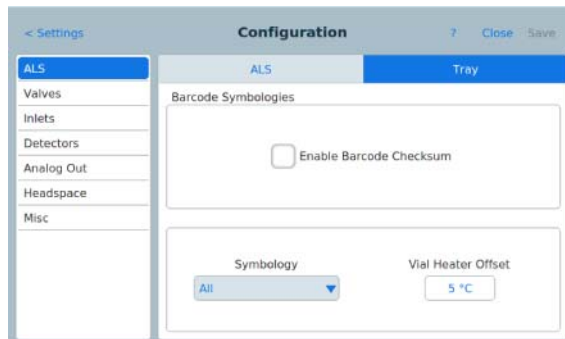 < Settings Configuration ? Close Save
ALS
Valves
Inlets
Detectors
Analog Out
Headspace
Misc
ALS Tray
Barcode Symbologies
Enable Barcode Checksum
Symbology Vial Heater Offset
All 5 °C